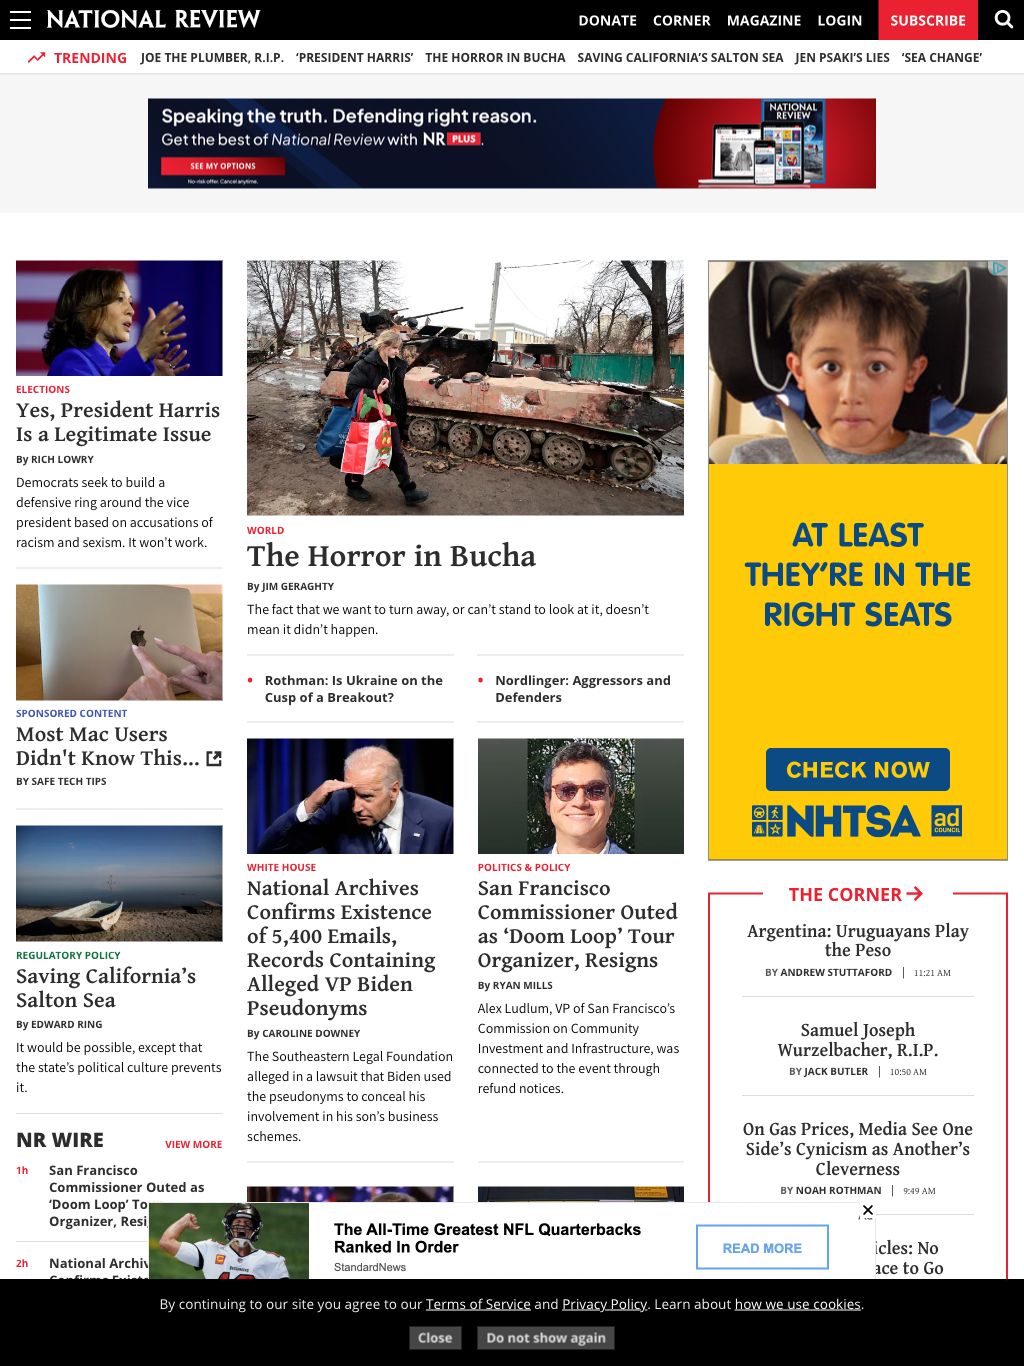 NATIONAL REVIEW
DONATE CORNER MAGAZINE LOGIN SUBSCRIBE
TRENDING JOE THE PLUMBER, R.I.P. ‘PRESIDENT HARRIS’ THE HORROR IN BUCHA SAVING CALIFORNIA’S SALTON SEA JEN PSAKI’S LIES ‘SEA CHANGE’
Speaking the truth. Defending right reason.
Get the best of National Review with NR PLUS.
SEE MY OPTIONS
No-risk offer. Cancel anytime.
NATIONAL
REVIEW
ELECTIONS
Yes, President Harris
Is a Legitimate Issue
By RICH LOWRY
Democrats seek to build a
defensive ring around the vice
president based on accusations of
racism and sexism. It won’t work.
SPONSORED CONTENT
Most Mac Users
Didn't Know This...
BY SAFE TECH TIPS
REGULATORY POLICY
Saving California’s
Salton Sea
By EDWARD RING
It would be possible, except that
the state’s political culture prevents
it.
NR WIRE VIEW MORE
1h San Francisco
Commissioner Outed as
‘Doom Loop’ To
Organizer, Resi
2h National Archiv
WORLD
The Horror in Bucha
By JIM GERAGHTY
The fact that we want to turn away, or can’t stand to look at it, doesn’t
mean it didn’t happen.
Rothman: Is Ukraine on the
Cusp of a Breakout?
Nordlinger: Aggressors and
Defenders
WHITE HOUSE
National Archives
Confirms Existence
of 5,400 Emails,
Records Containing
Alleged VP Biden
Pseudonyms
By CAROLINE DOWNEY
The Southeastern Legal Foundation
alleged in a lawsuit that Biden used
the pseudonyms to conceal his
involvement in his son’s business
schemes.
POLITICS & POLICY
San Francisco
Commissioner Outed
as ‘Doom Loop’ Tour
Organizer, Resigns
By RYAN MILLS
Alex Ludlum, VP of San Francisco’s
Commission on Community
Investment and Infrastructure, was
connected to the event through
refund notices.
AT LEAST
THEY’RE IN THE
RIGHT SEATS
CHECK NOW
NHTSA ad COUNCIL
THE CORNER
Argentina: Uruguayans Play
the Peso
BY ANDREW STUTTAFORD | 11:21 AM
Samuel Joseph
Wurzelbacher, R.I.P.
BY JACK BUTLER | 10:50 AM
On Gas Prices, Media See One
Side’s Cynicism as Another’s
Cleverness
BY NOAH ROTHMAN | 9:49 AM
icles: No
ace to Go
The All-Time Greatest NFL Quarterbacks
Ranked In Order
StandardNews
READ MORE
By continuing to our site you agree to our Terms of Service and Privacy Policy. Learn about how we use cookies.
Close Do not show again